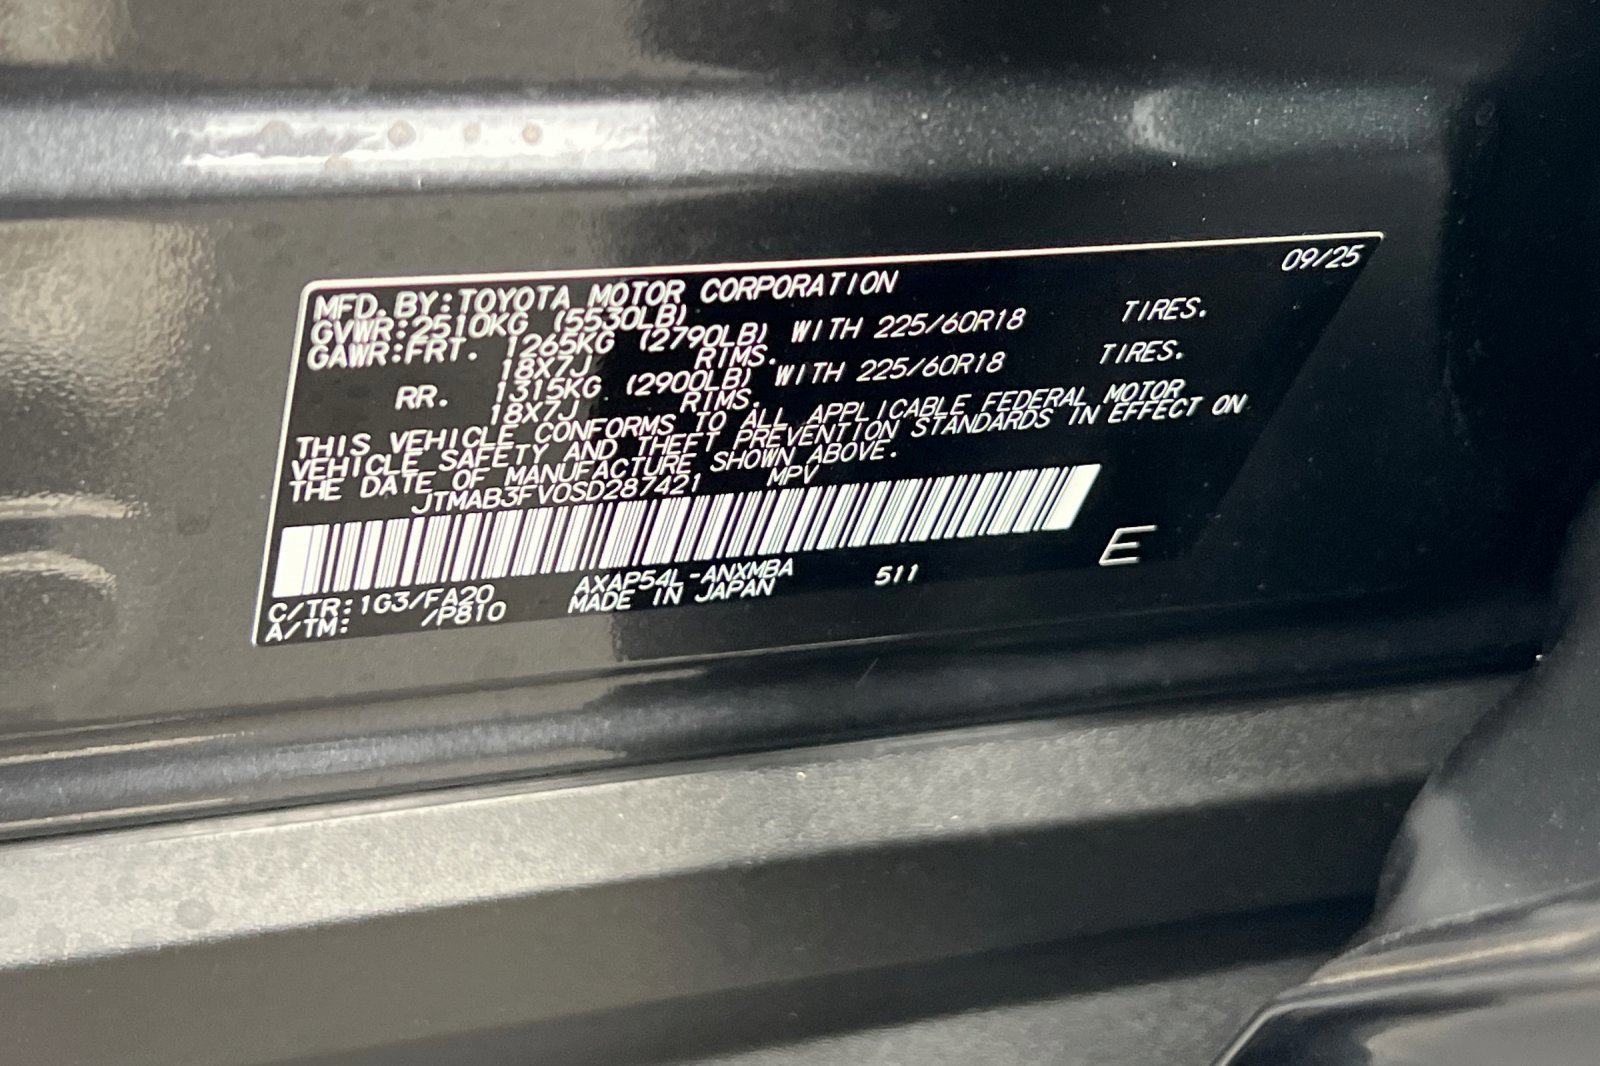 09/25
MFD. BY: TOYOTA MOTOR CORPORATION
GVWR: 2510KG (5530LB)
GAWR: FRT. 1265KG (2790LB) WITH 225/60R18 TIRES.
18X7J RIMS.
RR. 1315KG (2900LB) WITH 225/60R18 TIRES.
18X7J RIMS.
THIS VEHICLE CONFORMS TO ALL APPLICABLE FEDERAL MOTOR
VEHICLE SAFETY AND THEFT PREVENTION STANDARDS IN EFFECT ON
THE DATE OF MANUFACTURE SHOWN ABOVE.
JTMAB3FV0SD287421 MPV
E
C/TR: 1G3/FA20 AXAP54L-ANXMBA 511
A/TM: /P810 MADE IN JAPAN